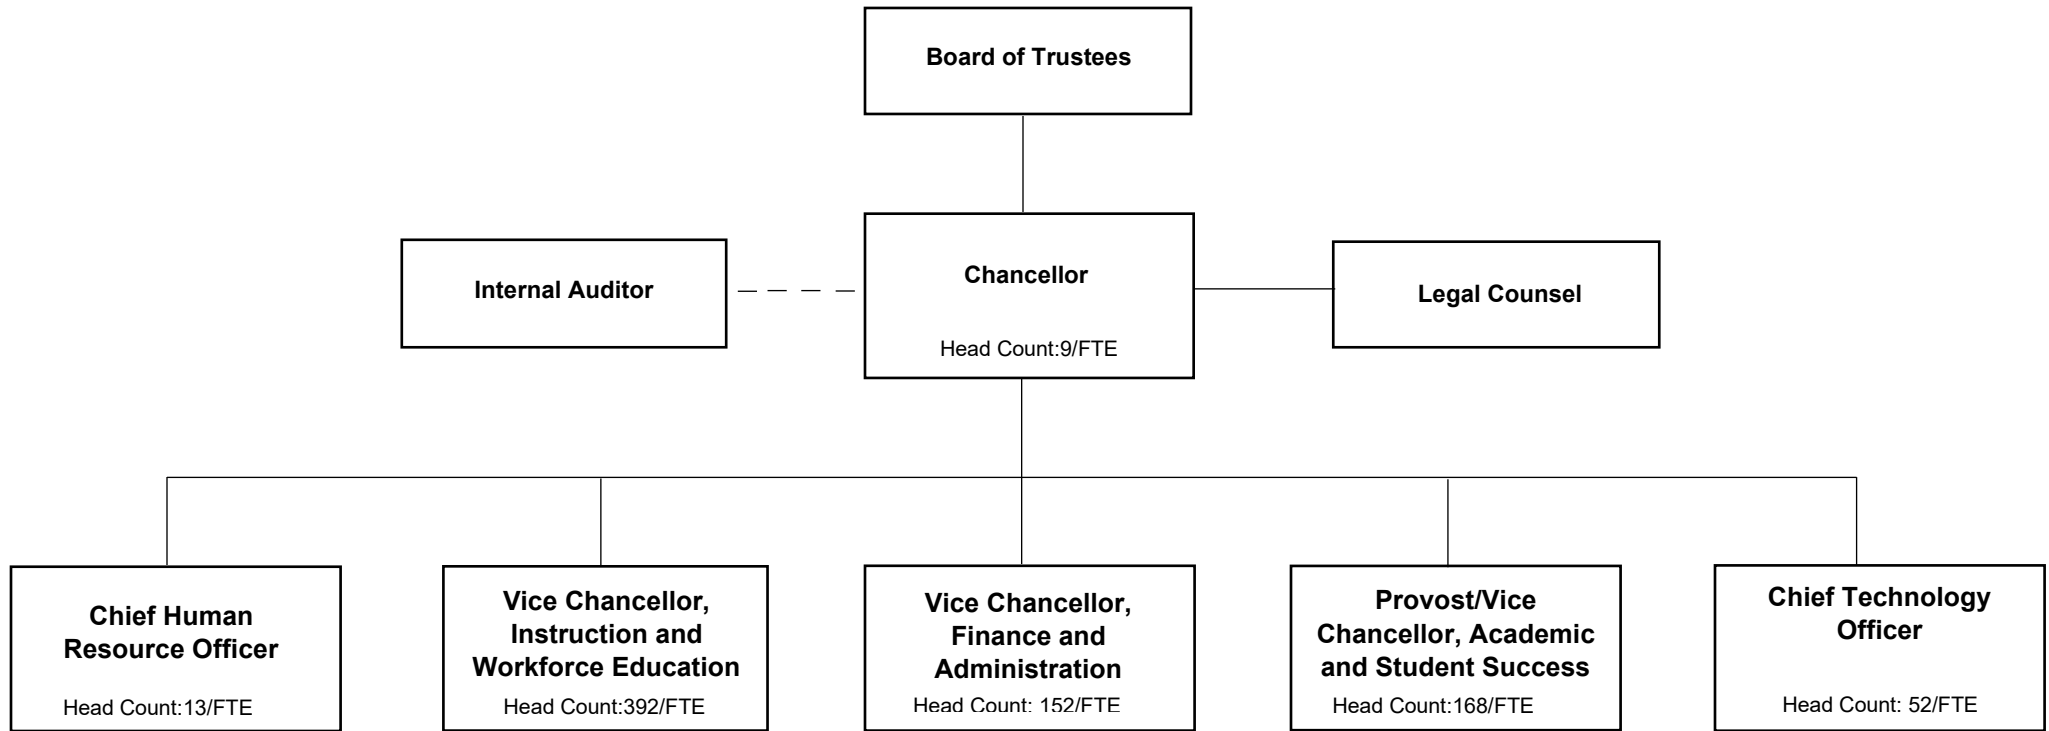 Board of Trustees
Internal Auditor
Chancellor
Head Count:9/FTE
Legal Counsel
Chief Human
Resource Officer
Head Count:13/FTE
Vice Chancellor,
Instruction and
Workforce Education
Head Count:392/FTE
Vice Chancellor,
Finance and
Administration
Head Count: 152/FTE
Provost/Vice
Chancellor, Academic
and Student Success
Head Count:168/FTE
Chief Technology
Officer
Head Count: 52/FTE